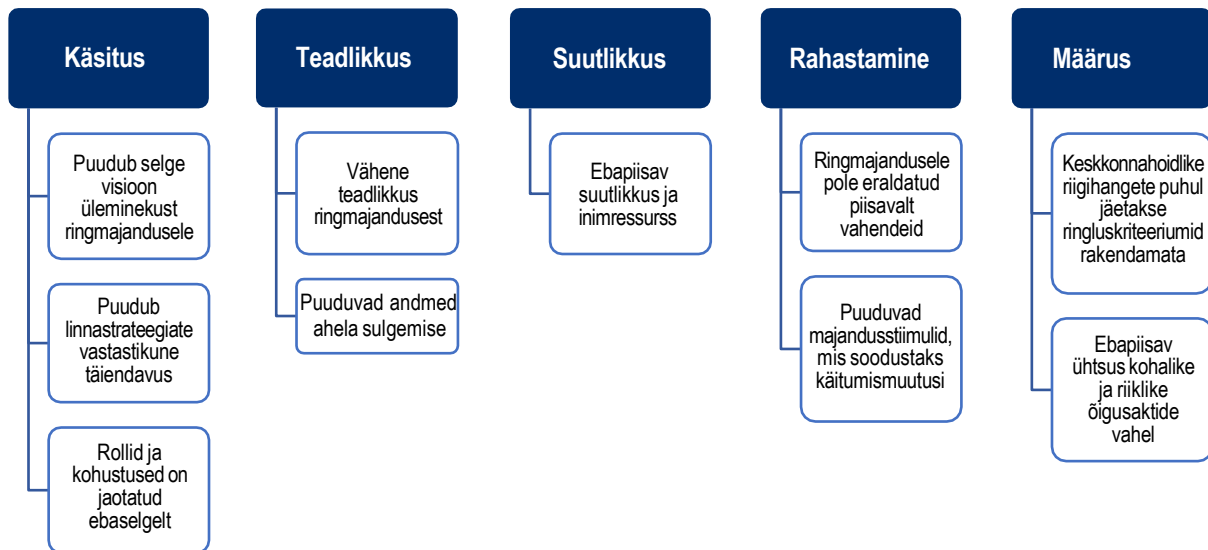 Käsitus
Puudub selge
visioon
üleminekust
ringmajandusele
Puudub
linnastrateegiate
vastastikune
täiendavus
Rollid ja
kohustused on
jaotatud
ebaselgelt
Teadlikkus
Vähene
teadlikkus
ringmajandusest
Puuduvad andmed
ahela sulgemise
Suutlikkus
Ebapiisav
suutlikkus ja
inimressurss
Rahastamine
Ringmajandusele
pole eraldatud
piisavalt
vahendeid
Puuduvad
majandusstiimulid,
mis soodustaks
käitumismuutusi
Määrus
Keskkonnahoidlike
riigihangete puhul
jäetakse
ringluskriteeriumid
rakendamata
Ebapiisav
ühtsus kohalike
ja riiklike
õigusaktide
vahel